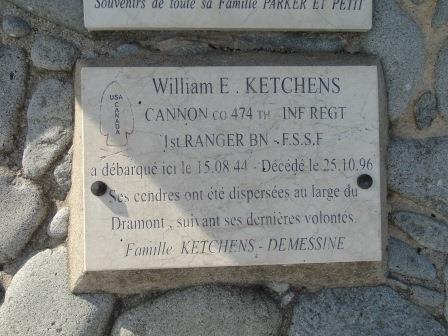 Souvenirs de toute sa Famille PARKER ET PETIT
USA
CANADA
William E . KETCHENS
CANNON CO 474 TH INF REGT
1st RANGER BN - F.S.S.F
a débarqué ici le 15.08 44 - Décédé le 25.10.96
Ses cendres ont été dispersées au large du
Dramont , suivant ses dernières volontés.
Famille KETCHENS - DEMESSINE